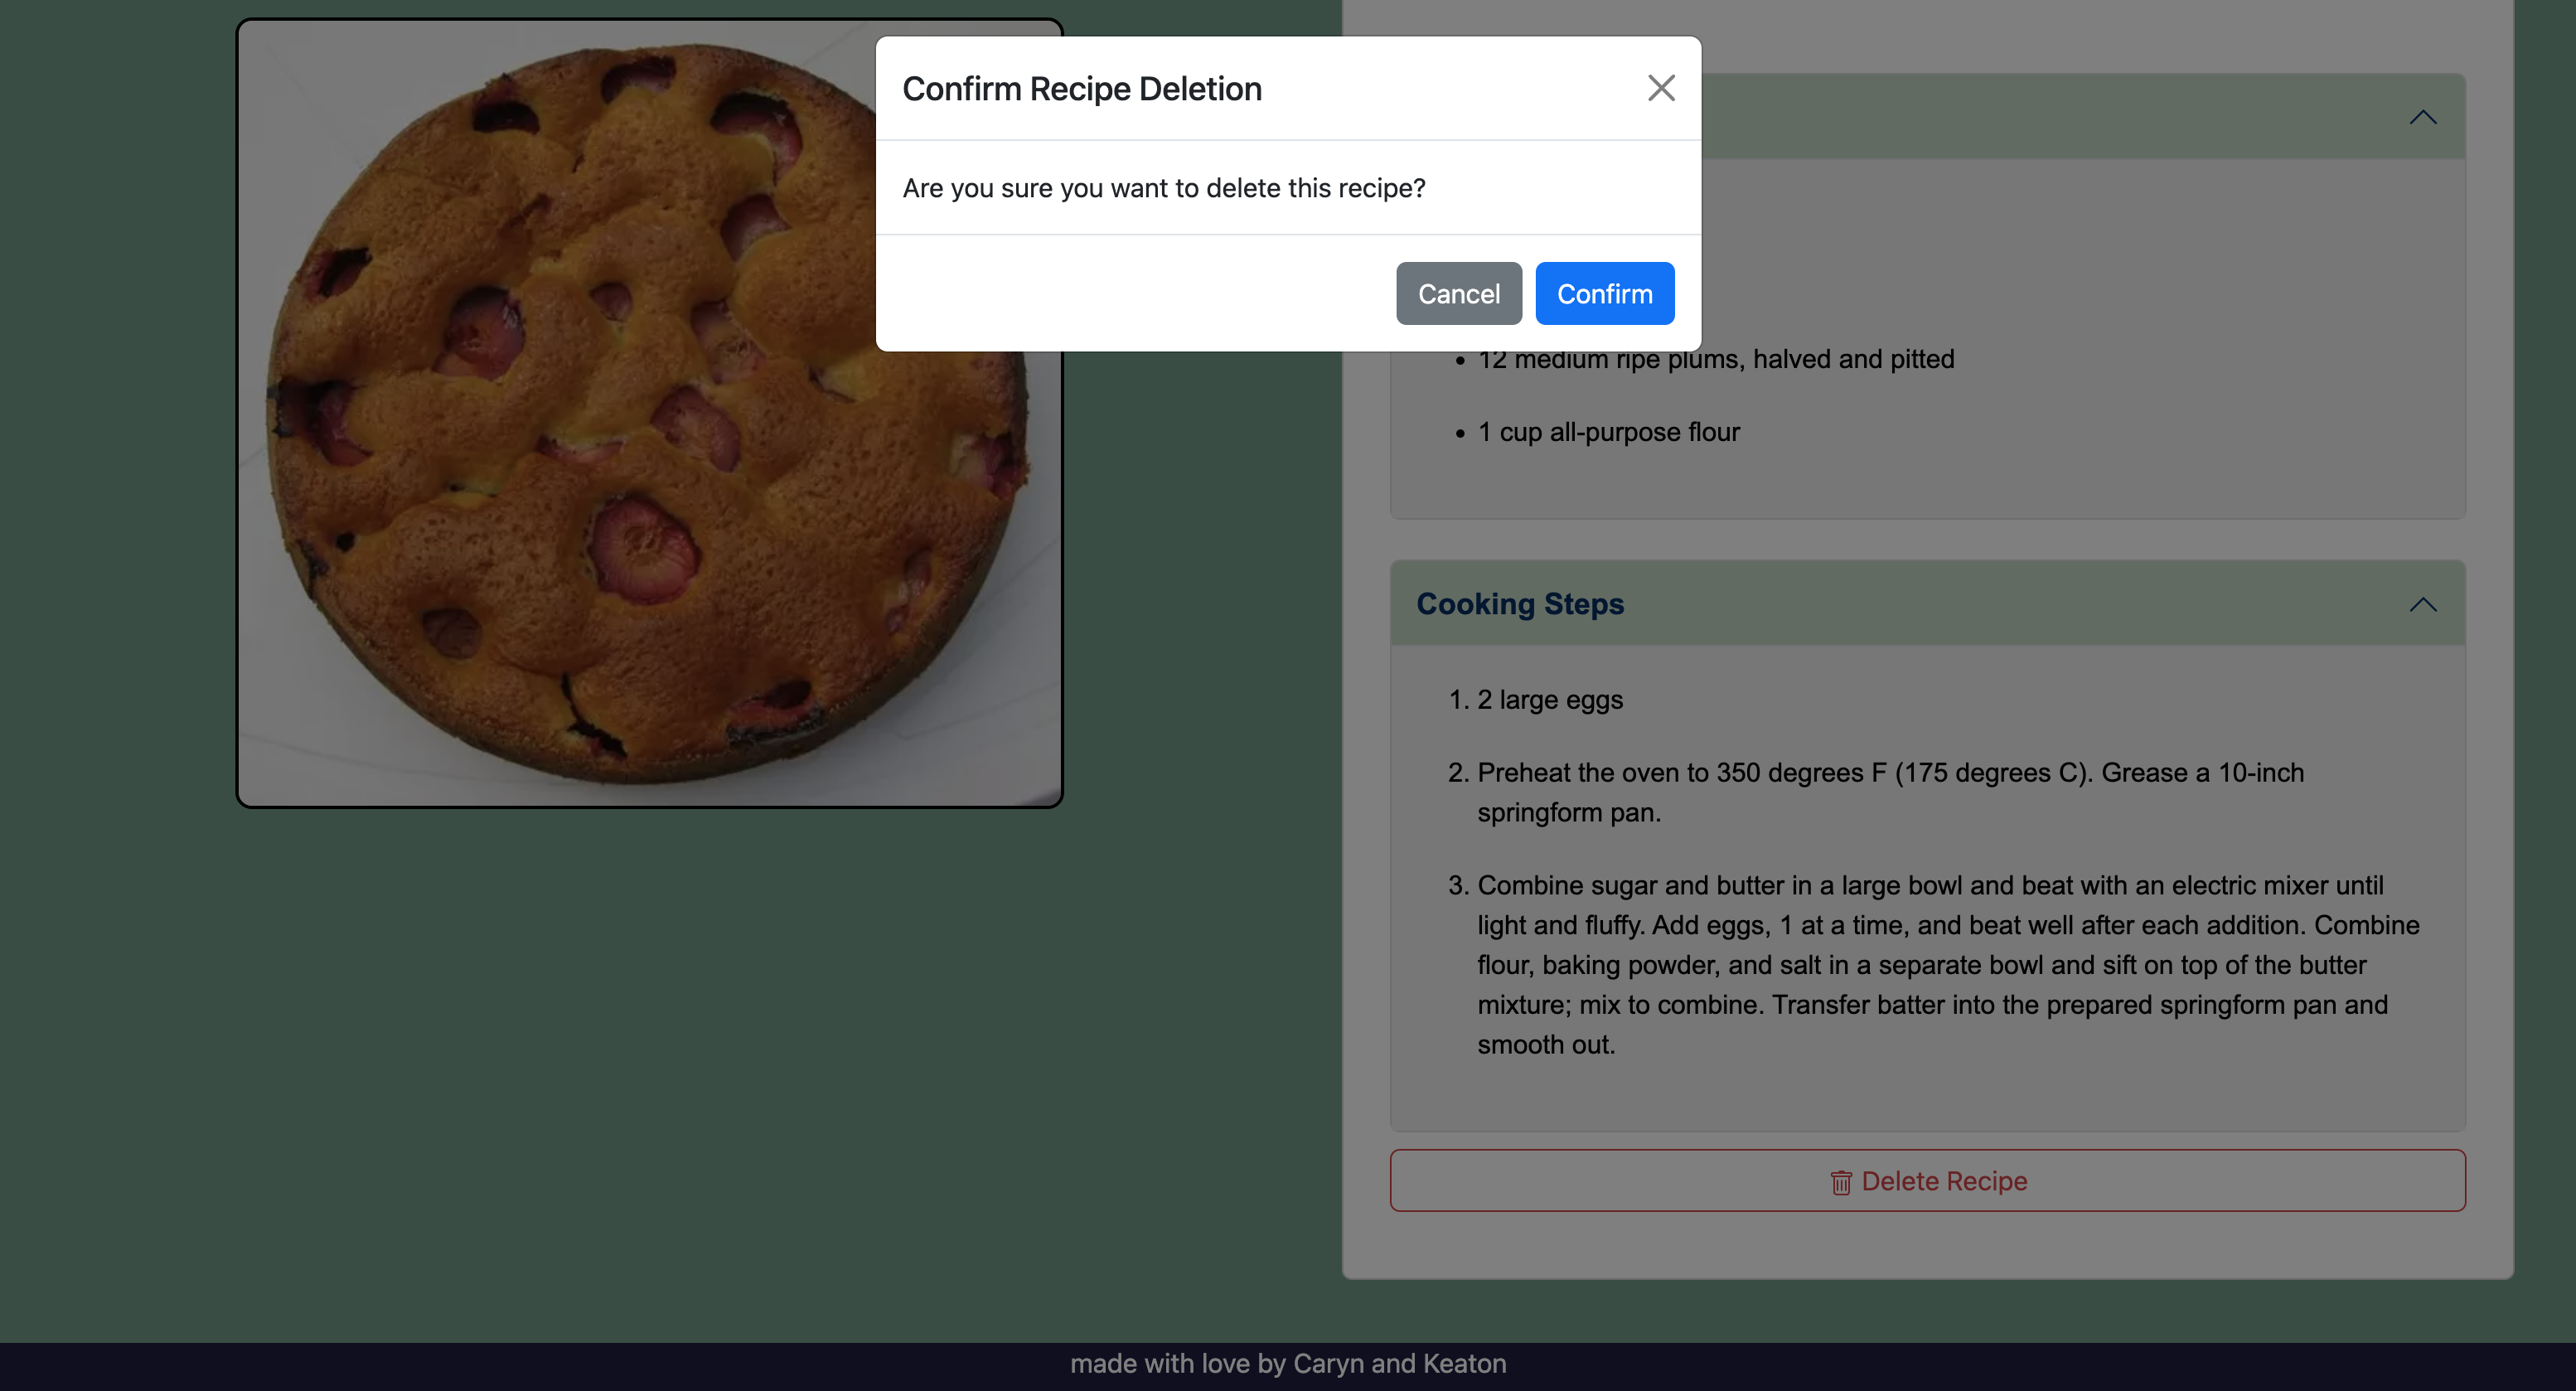 Confirm Recipe Deletion
Are you sure you want to delete this recipe?
Cancel
Confirm
• 12 medium ripe plums, halved and pitted
• 1 cup all-purpose flour
Cooking Steps
1. 2 large eggs
2. Preheat the oven to 350 degrees F (175 degrees C). Grease a 10-inch
springform pan.
3. Combine sugar and butter in a large bowl and beat with an electric mixer until
light and fluffy. Add eggs, 1 at a time, and beat well after each addition. Combine
flour, baking powder, and salt in a separate bowl and sift on top of the butter
mixture; mix to combine. Transfer batter into the prepared springform pan and
smooth out.
Delete Recipe
made with love by Caryn and Keaton